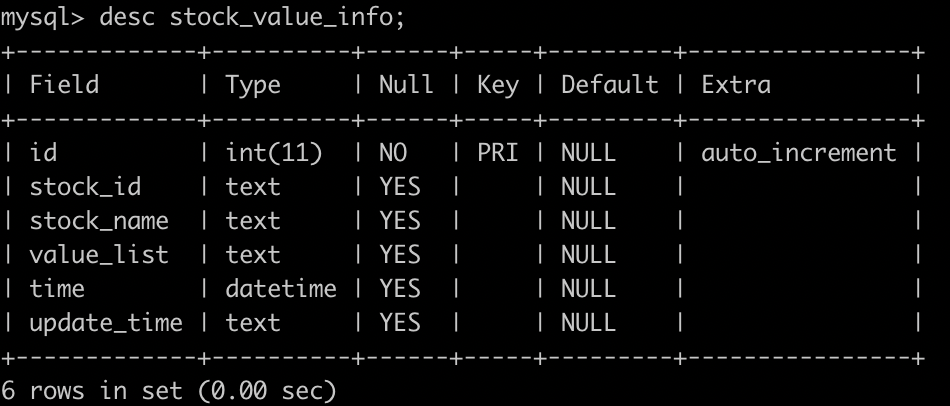 mysql> desc stock_value_info;
+-------------+----------+------+-----+---------+----------------+
| Field       | Type     | Null | Key | Default | Extra          |
+-------------+----------+------+-----+---------+----------------+
| id          | int(11)  | NO   | PRI | NULL    | auto_increment |
| stock_id    | text     | YES  |     | NULL    |                |
| stock_name  | text     | YES  |     | NULL    |                |
| value_list  | text     | YES  |     | NULL    |                |
| time        | datetime | YES  |     | NULL    |                |
| update_time | text     | YES  |     | NULL    |                |
+-------------+----------+------+-----+---------+----------------+
6 rows in set (0.00 sec)